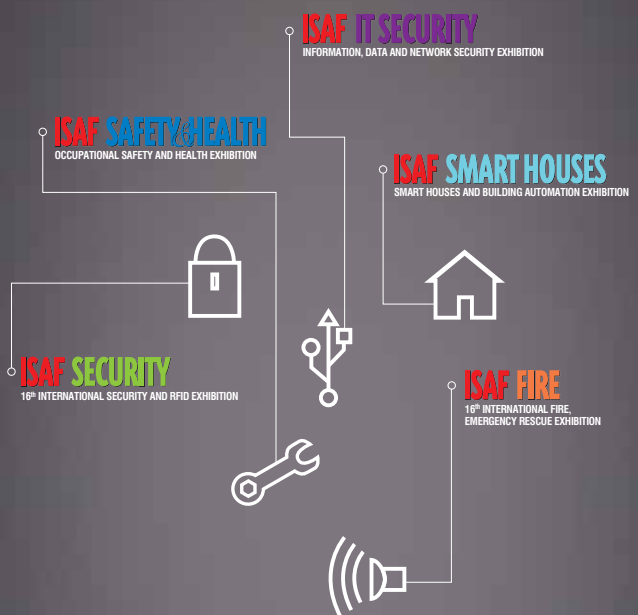 ISAF IT SECURITY
INFORMATION, DATA AND NETWORK SECURITY EXHIBITION
ISAF SAFETY&HEALTH
OCCUPATIONAL SAFETY AND HEALTH EXHIBITION
ISAF SMART HOUSES
SMART HOUSES AND BUILDING AUTOMATION EXHIBITION
ISAF SECURITY
16th INTERNATIONAL SECURITY AND RFID EXHIBITION
ISAF FIRE
16th INTERNATIONAL FIRE,
EMERGENCY RESCUE EXHIBITION